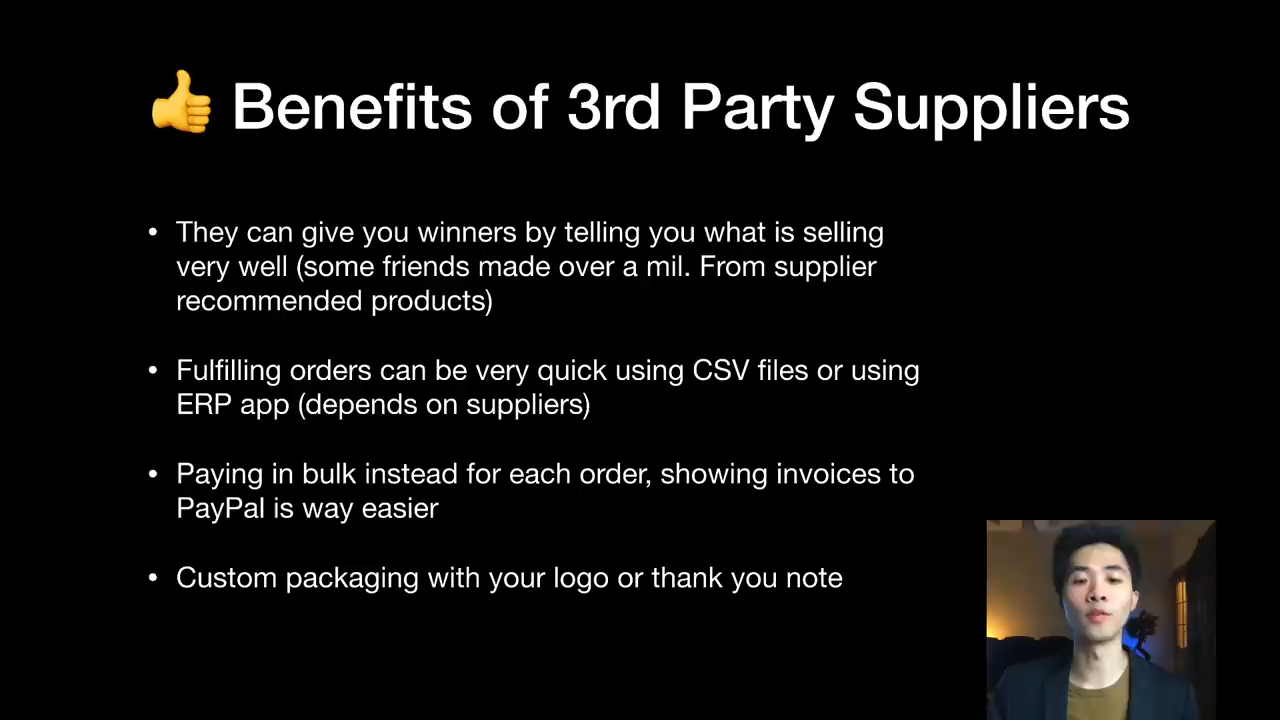 👍 Benefits of 3rd Party Suppliers
• They can give you winners by telling you what is selling
very well (some friends made over a mil. From supplier
recommended products)
• Fulfilling orders can be very quick using CSV files or using
ERP app (depends on suppliers)
• Paying in bulk instead for each order, showing invoices to
PayPal is way easier
• Custom packaging with your logo or thank you note